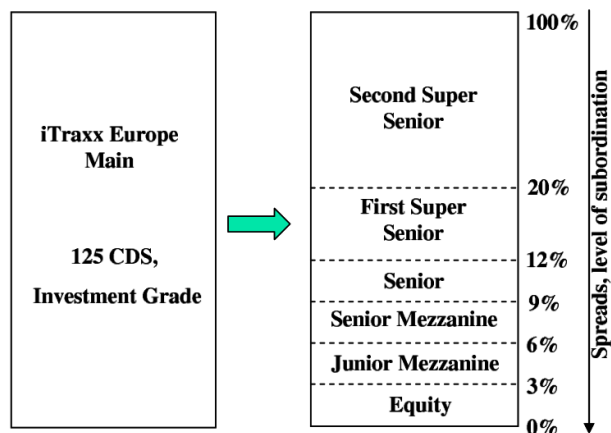 iTraxx Europe
Main
125 CDS,
Investment Grade
100%
Second Super
Senior
20%
First Super
Senior
12%
Senior
9%
Senior Mezzanine
6%
Junior Mezzanine
3%
Equity
0%
Spreads, level of subordination